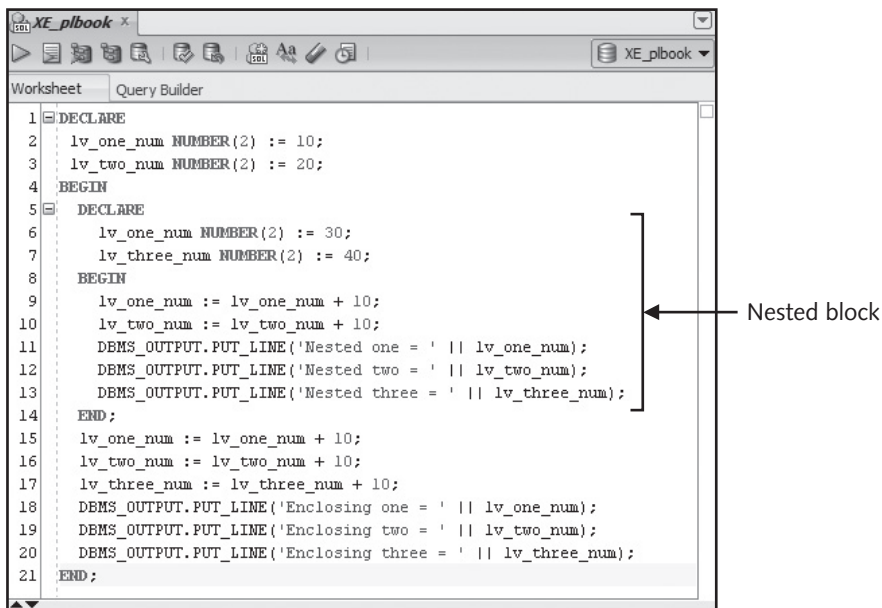 XE_plbook
XE_plbook
Worksheet Query Builder
1 DECLARE
2 lv_one_num NUMBER(2) := 10;
3 lv_two_num NUMBER(2) := 20;
4 BEGIN
5 DECLARE
6 lv_one_num NUMBER(2) := 30;
7 lv_three_num NUMBER(2) := 40;
8 BEGIN
9 lv_one_num := lv_one_num + 10;
10 lv_two_num := lv_two_num + 10;
11 DBMS_OUTPUT.PUT_LINE('Nested one = ' || lv_one_num);
12 DBMS_OUTPUT.PUT_LINE('Nested two = ' || lv_two_num);
13 DBMS_OUTPUT.PUT_LINE('Nested three = ' || lv_three_num);
14 END;
15 lv_one_num := lv_one_num + 10;
16 lv_two_num := lv_two_num + 10;
17 lv_three_num := lv_three_num + 10;
18 DBMS_OUTPUT.PUT_LINE('Enclosing one = ' || lv_one_num);
19 DBMS_OUTPUT.PUT_LINE('Enclosing two = ' || lv_two_num);
20 DBMS_OUTPUT.PUT_LINE('Enclosing three = ' || lv_three_num);
21 END;
Nested block